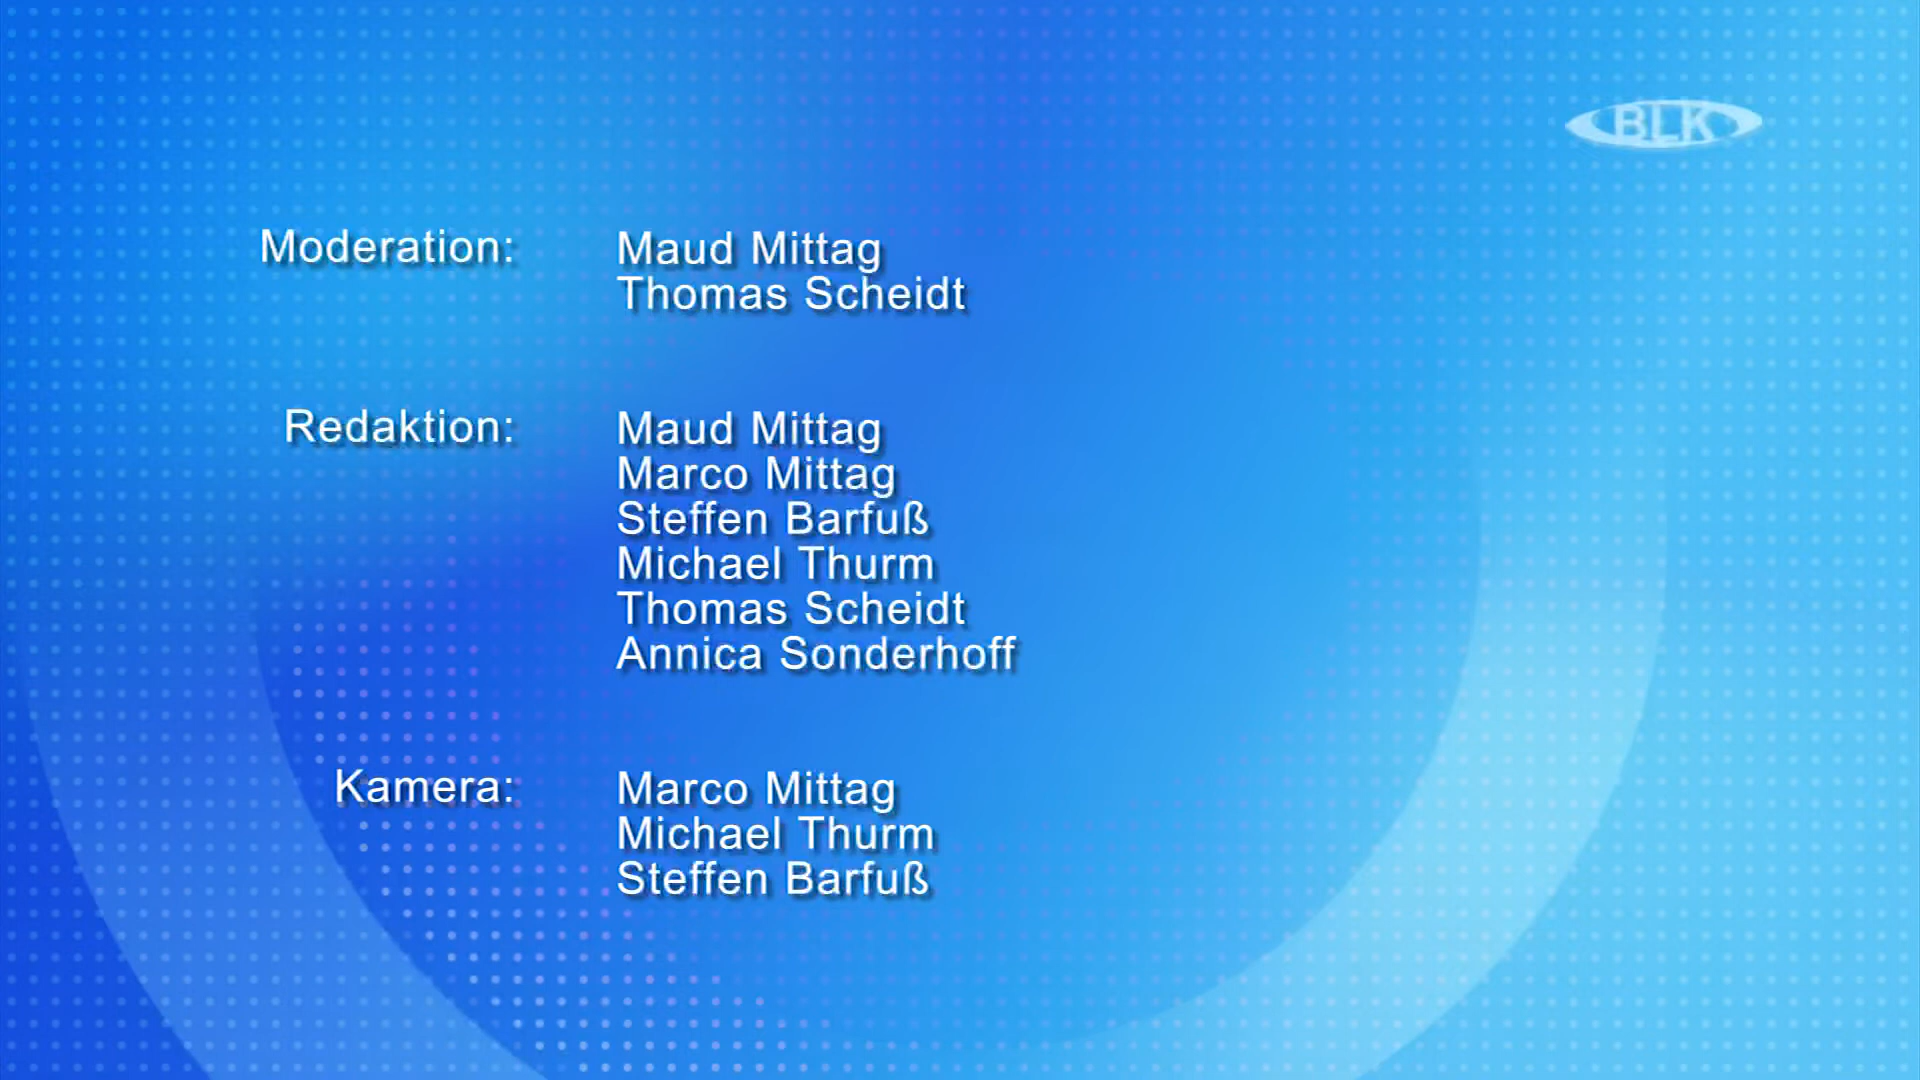 BLK
Moderation: Maud Mittag
Thomas Scheidt
Redaktion: Maud Mittag
Marco Mittag
Steffen Barfuß
Michael Thurm
Thomas Scheidt
Annica Sonderhoff
Kamera: Marco Mittag
Michael Thurm
Steffen Barfuß